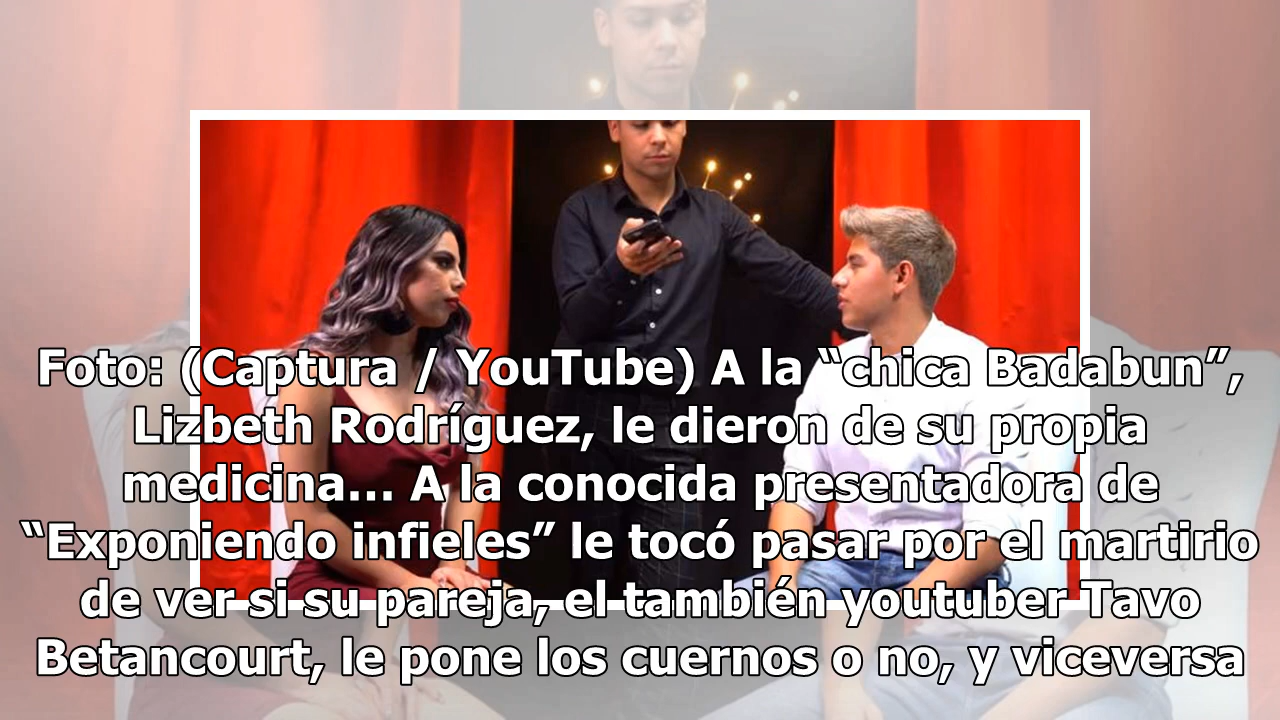 Foto: (Captura / YouTube) A la “chica Badabun”,
Lizbeth Rodríguez, le dieron de su propia
medicina... A la conocida presentadora de
“Exponiendo infieles” le tocó pasar por el martirio
de ver si su pareja, el también youtuber Tavo
Betancourt, le pone los cuernos o no, y viceversa